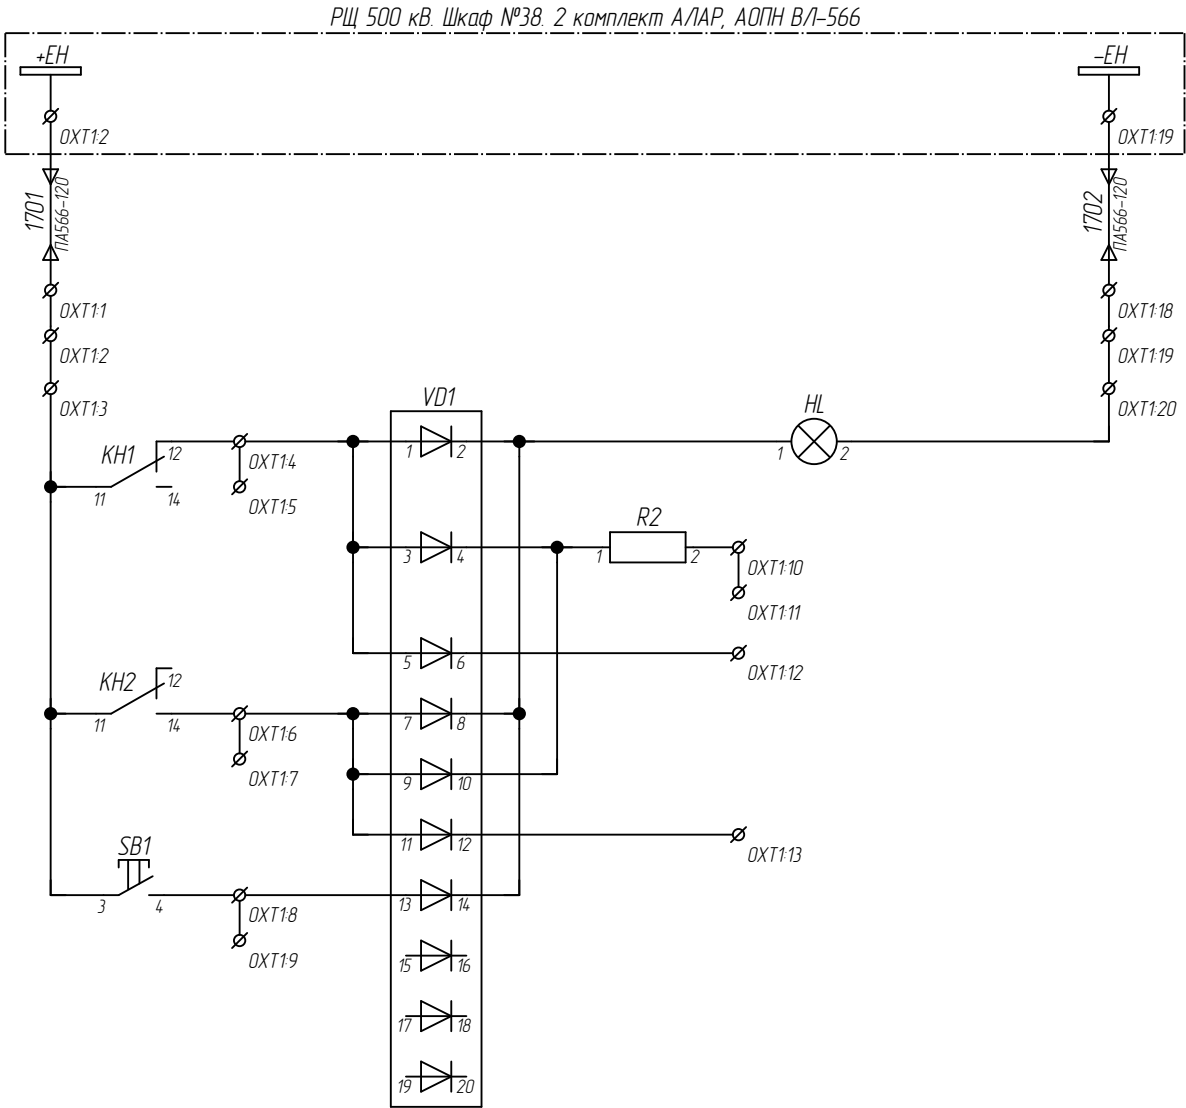 РЩ 500 кВ. Шкаф №38. 2 комплект АЛАР, АОПН ВЛ-566
+EH
-EH
0XT1:2
0XT1:19
1701
ПА566-120
1702
ПА566-120
0XT1:1
0XT1:18
0XT1:2
0XT1:19
0XT1:3
0XT1:20
VD1
HL
KH1
12
0XT1:4
1
2
1
2
11
14
0XT1:5
R2
3
4
1
2
0XT1:10
0XT1:11
5
6
0XT1:12
KH2
12
11
14
0XT1:6
7
8
0XT1:7
9
10
11
12
0XT1:13
SB1
3
4
0XT1:8
13
14
0XT1:9
15
16
17
18
19
20